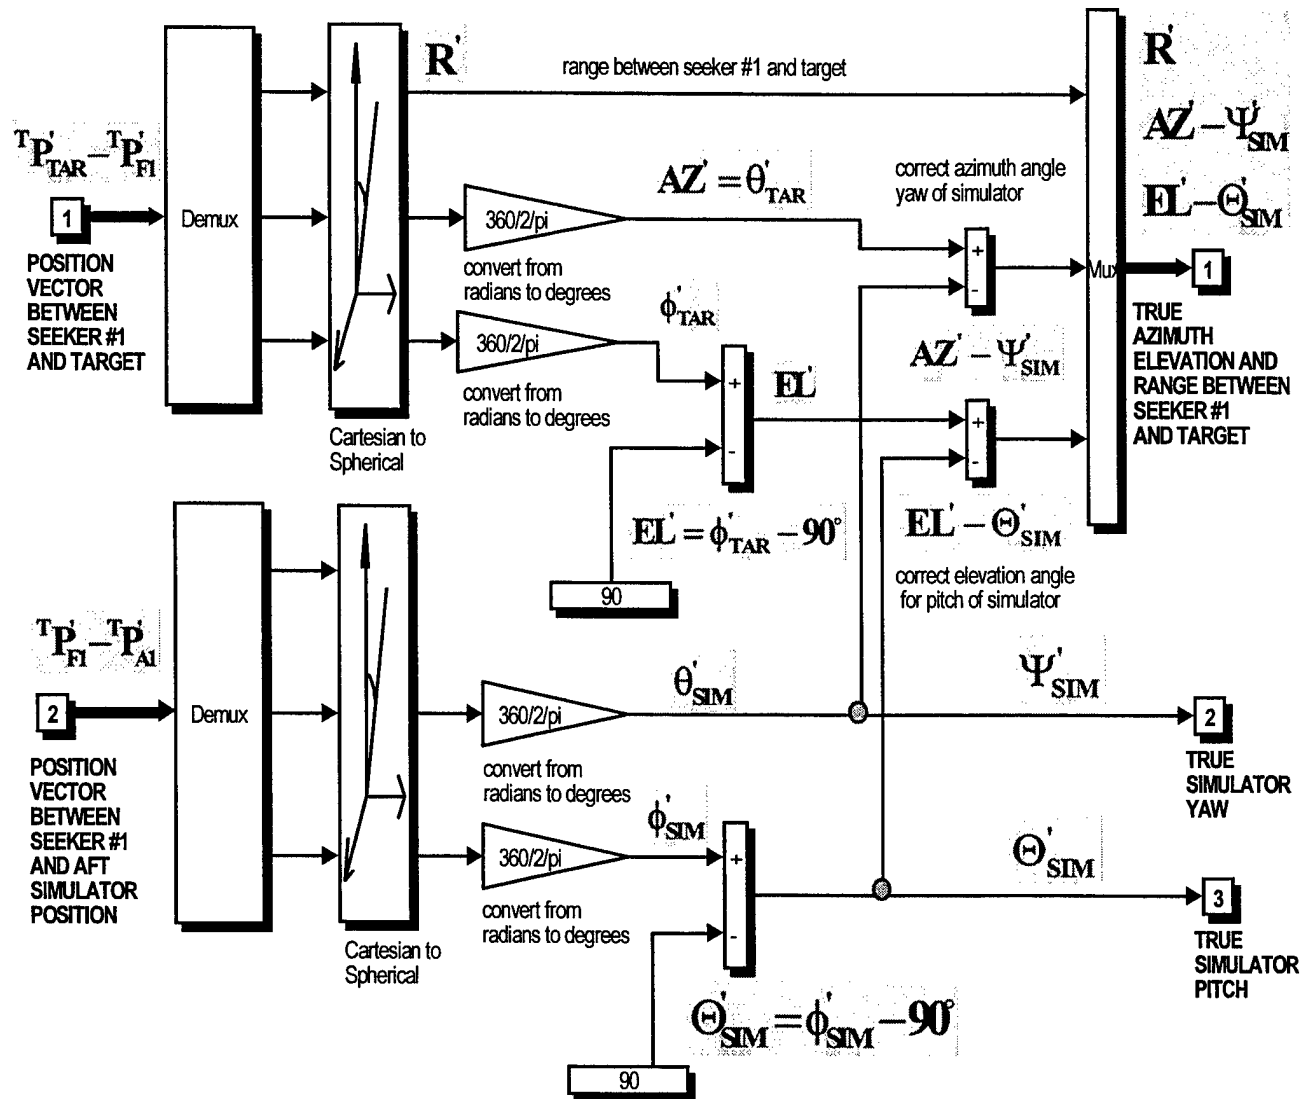 R'
range between seeker #1 and target
R'
AZ' − Ψ'SIM
EL' − Θ'SIM
TP'TAR − TP'F1
1
Demux
POSITION
VECTOR
BETWEEN
SEEKER #1
AND TARGET
Cartesian to
Spherical
360/2/pi
convert from
radians to degrees
AZ' = θ'TAR
correct azimuth angle
yaw of simulator
+
-
AZ' − Ψ'SIM
Mux
1
TRUE
AZIMUTH
ELEVATION AND
RANGE BETWEEN
SEEKER #1
AND TARGET
360/2/pi
convert from
radians to degrees
ϕ'TAR
+
-
EL'
+
-
EL' = ϕ'TAR − 90°
90
EL' − Θ'SIM
correct elevation angle
for pitch of simulator
TP'F1 − TP'A1
2
Demux
POSITION
VECTOR
BETWEEN
SEEKER #1
AND AFT
SIMULATOR
POSITION
Cartesian to
Spherical
360/2/pi
convert from
radians to degrees
θ'SIM
Ψ'SIM
2
TRUE
SIMULATOR
YAW
360/2/pi
convert from
radians to degrees
ϕ'SIM
+
-
Θ'SIM
3
TRUE
SIMULATOR
PITCH
Θ'SIM = ϕ'SIM − 90°
90